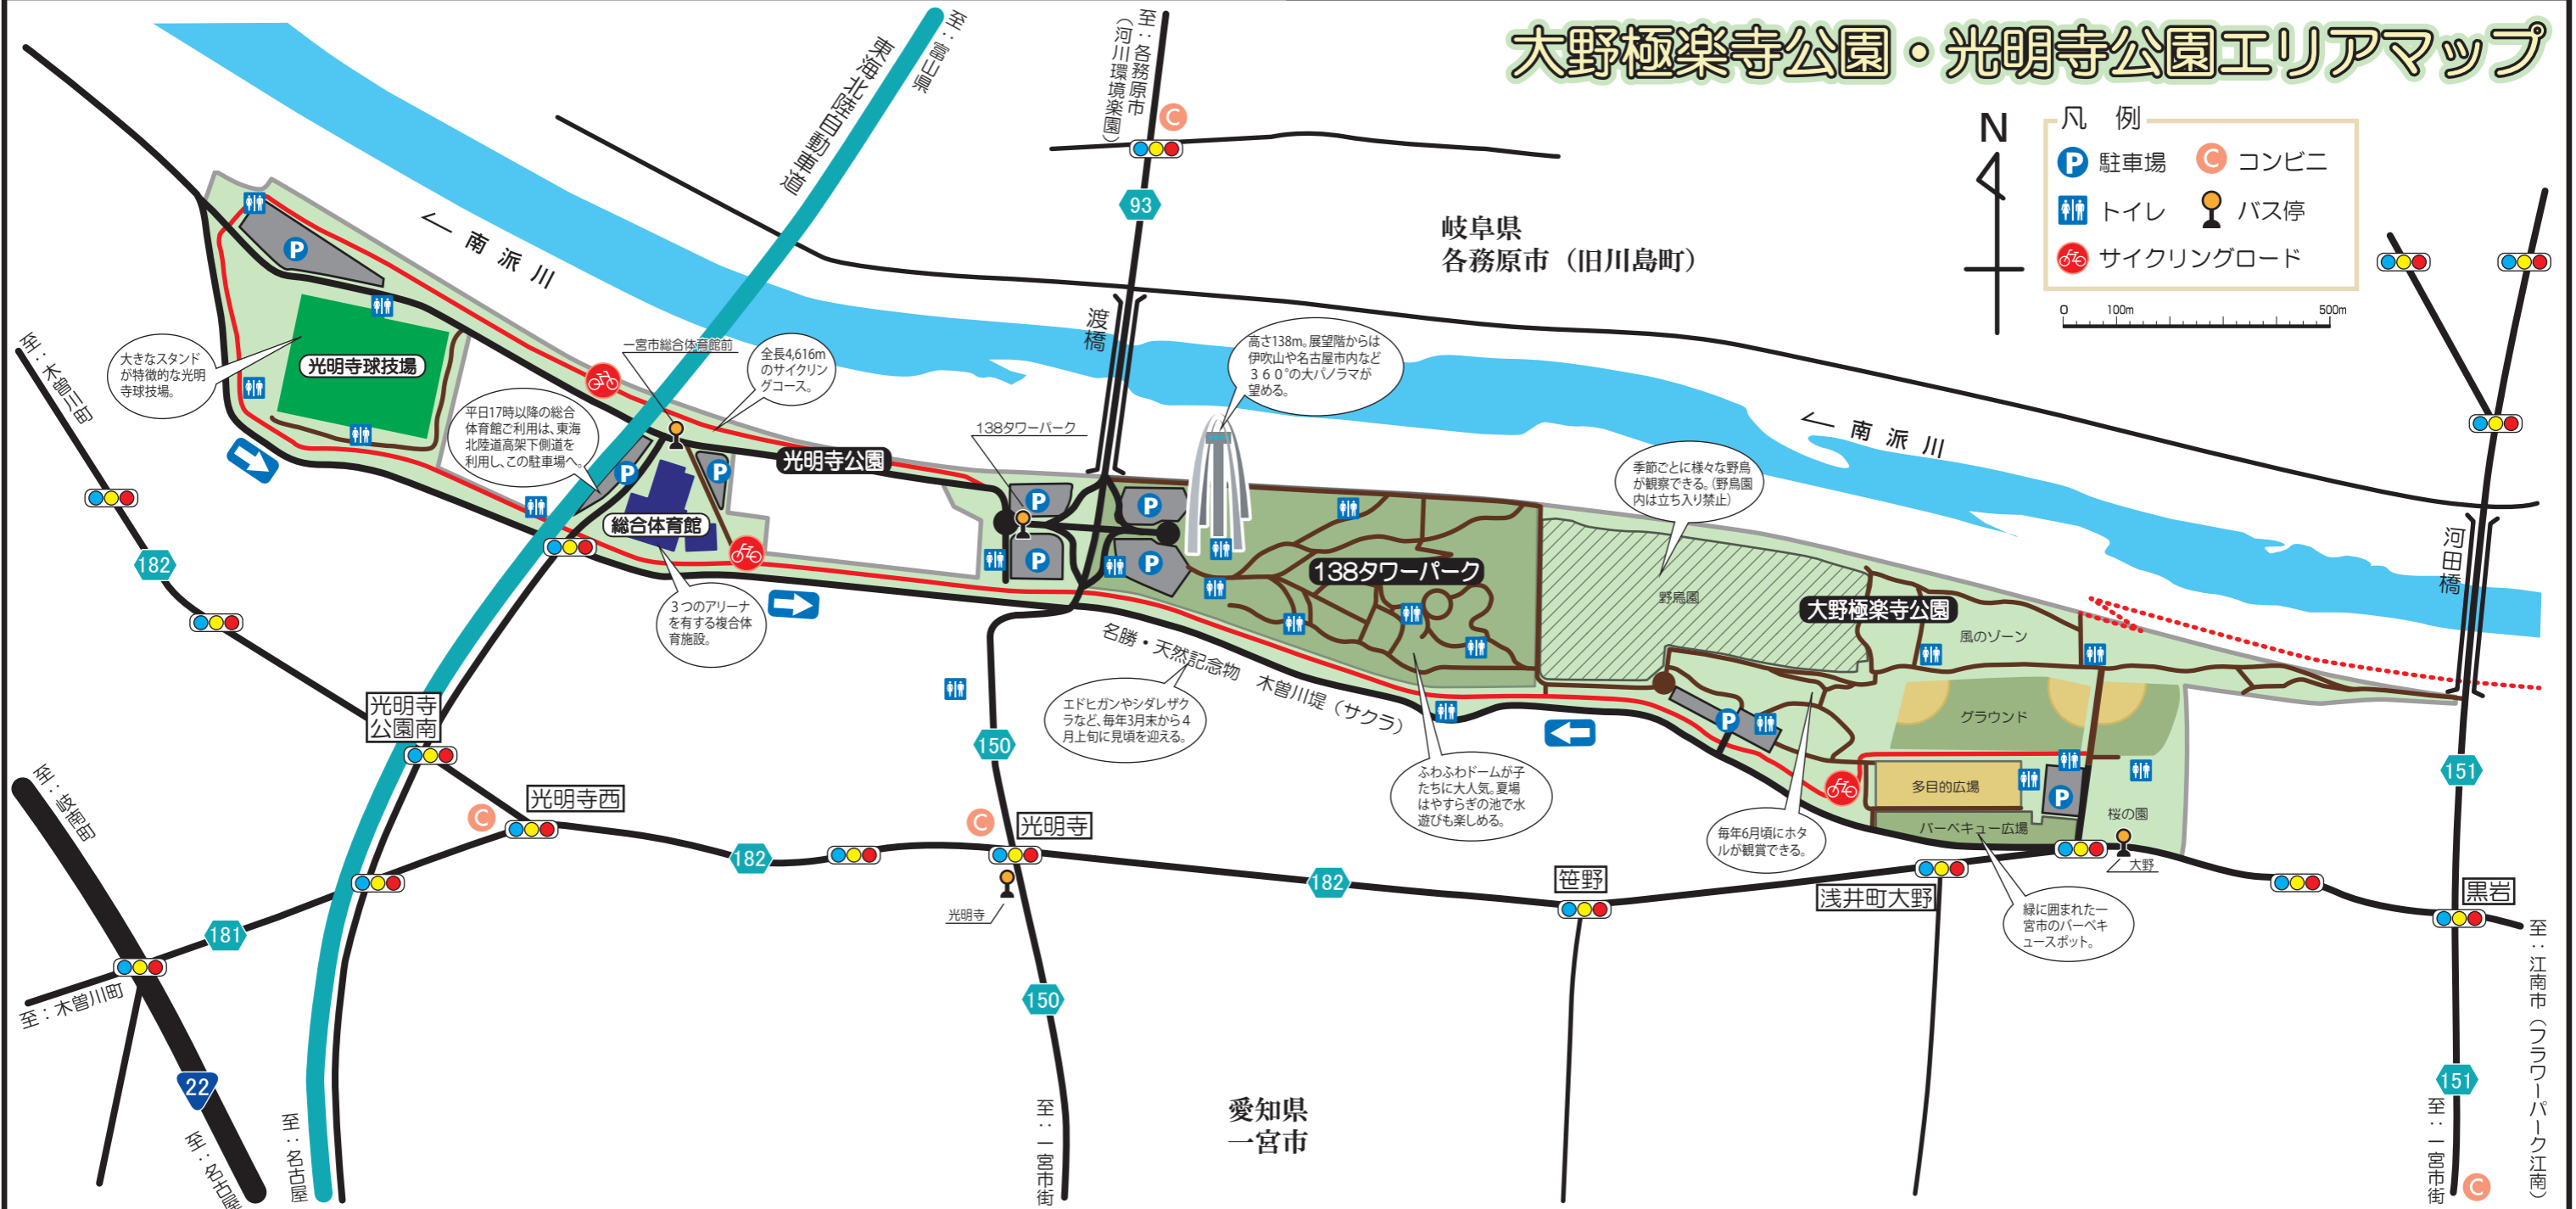 大野極楽寺公園・光明寺公園エリアマップ
N
凡 例
P 駐車場
C コンビニ
トイレ
バス停
サイクリングロード
0 100m 500m
至：富山県
東海北陸自動車道
至：各務原市
（河川環境楽園）
C
93
岐阜県
各務原市（旧川島町）
南派川
渡橋
P
光明寺球技場
大きなスタンド
が特徴的な光明
寺球技場。
至：木曽川町
一宮市総合体育館前
全長4,616m
のサイクリン
グコース。
平日17時以降の総合
体育館ご利用は、東海
北陸道高架下側道を
利用し、この駐車場へ。
P
P
光明寺公園
総合体育館
3つのアリーナ
を有する複合体
育施設。
138タワーパーク
P
P
P
P
高さ138m。展望階からは
伊吹山や名古屋市内など
３６０°の大パノラマが
望める。
138タワーパーク
南派川
季節ごとに様々な野鳥
が観察できる。（野鳥園
内は立ち入り禁止）
野鳥園
大野極楽寺公園
風のゾーン
河田橋
グラウンド
多目的広場
バーベキュー広場
桜の園
P
P
大野
名勝・天然記念物 木曽川堤（サクラ）
エドヒガンやシダレザク
ラなど、毎年3月末から４
月上旬に見頃を迎える。
ふわふわドームが子
たちに大人気。夏場
はやすらぎの池で水
遊びも楽しめる。
毎年6月頃にホタ
ルが観賞できる。
緑に囲まれた一
宮市のバーベキ
ュースポット。
182
光明寺
公園南
光明寺西
C
182
C
光明寺
光明寺
150
150
182
笹野
浅井町大野
151
黒岩
151
至：江南市（フラワーパーク江南）
至：一宮市街
C
至：岐南町
181
至：木曽川町
22
至：名古屋
至：名古屋
至：一宮市街
愛知県
一宮市